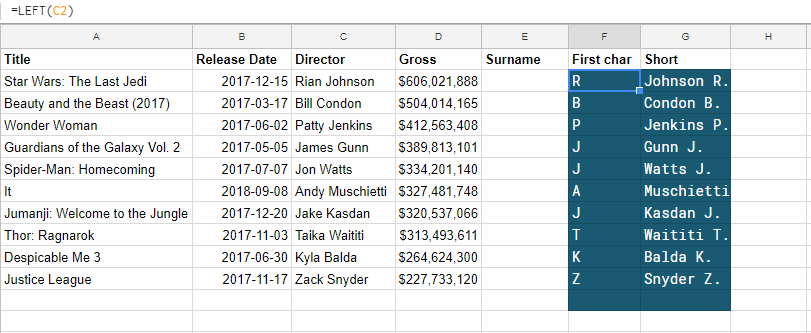 =LEFT(C2)
A B C D E F G H
Title Release Date Director Gross Surname First char Short
Star Wars: The Last Jedi 2017-12-15 Rian Johnson $606,021,888 R Johnson R.
Beauty and the Beast (2017) 2017-03-17 Bill Condon $504,014,165 B Condon B.
Wonder Woman 2017-06-02 Patty Jenkins $412,563,408 P Jenkins P.
Guardians of the Galaxy Vol. 2 2017-05-05 James Gunn $389,813,101 J Gunn J.
Spider-Man: Homecoming 2017-07-07 Jon Watts $334,201,140 J Watts J.
It 2018-09-08 Andy Muschietti $327,481,748 A Muschietti
Jumanji: Welcome to the Jungle 2017-12-20 Jake Kasdan $320,537,066 J Kasdan J.
Thor: Ragnarok 2017-11-03 Taika Waititi $313,493,611 T Waititi T.
Despicable Me 3 2017-06-30 Kyla Balda $264,624,300 K Balda K.
Justice League 2017-11-17 Zack Snyder $227,733,120 Z Snyder Z.